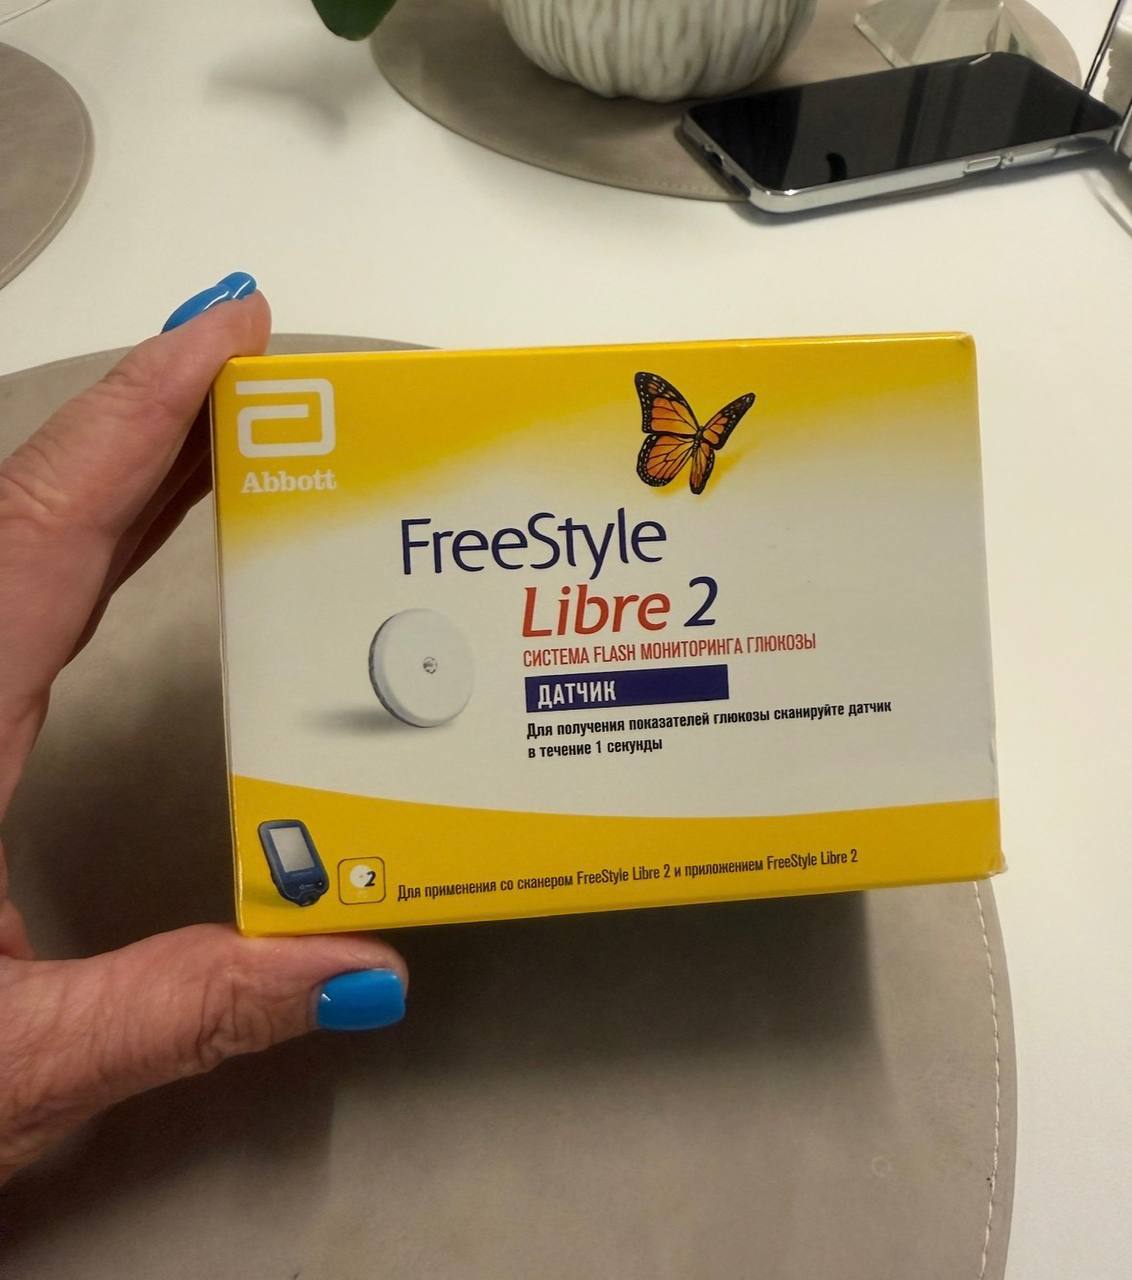 Abbott
FreeStyle
Libre 2
СИСТЕМА FLASH МОНИТОРИНГА ГЛЮКОЗЫ
ДАТЧИК
Для получения показателей глюкозы сканируйте датчик
в течение 1 секунды
2
Для применения со сканером FreeStyle Libre 2 и приложением FreeStyle Libre 2